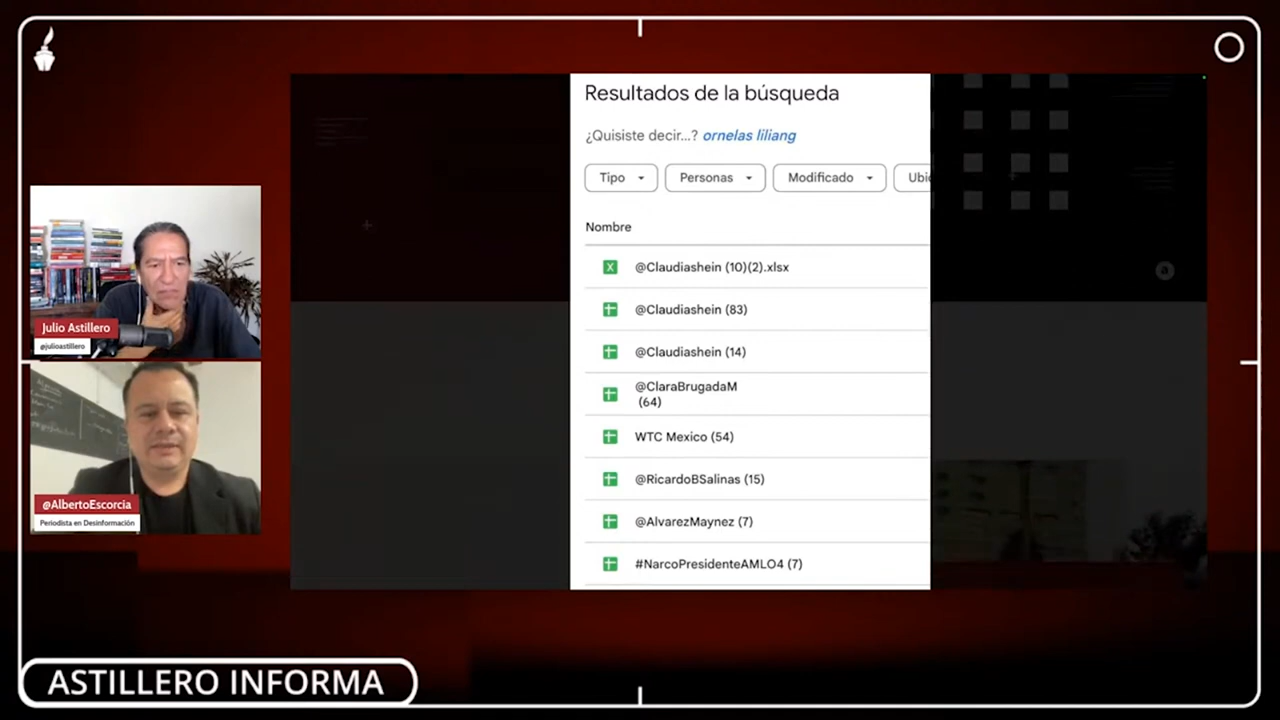 Resultados de la búsqueda
¿Quisiste decir...? ornelas liliang
Tipo
Personas
Modificado
Ubi
Nombre
@Claudiashein (10)(2).xlsx
@Claudiashein (83)
@Claudiashein (14)
@ClaraBrugadaM
(64)
WTC Mexico (54)
@RicardoBSalinas (15)
@AlvarezMaynez (7)
#NarcoPresidenteAMLO4 (7)
Julio Astillero
@julioastillero
@AlbertoEscorcia
Periodista en Desinformación
ASTILLERO INFORMA